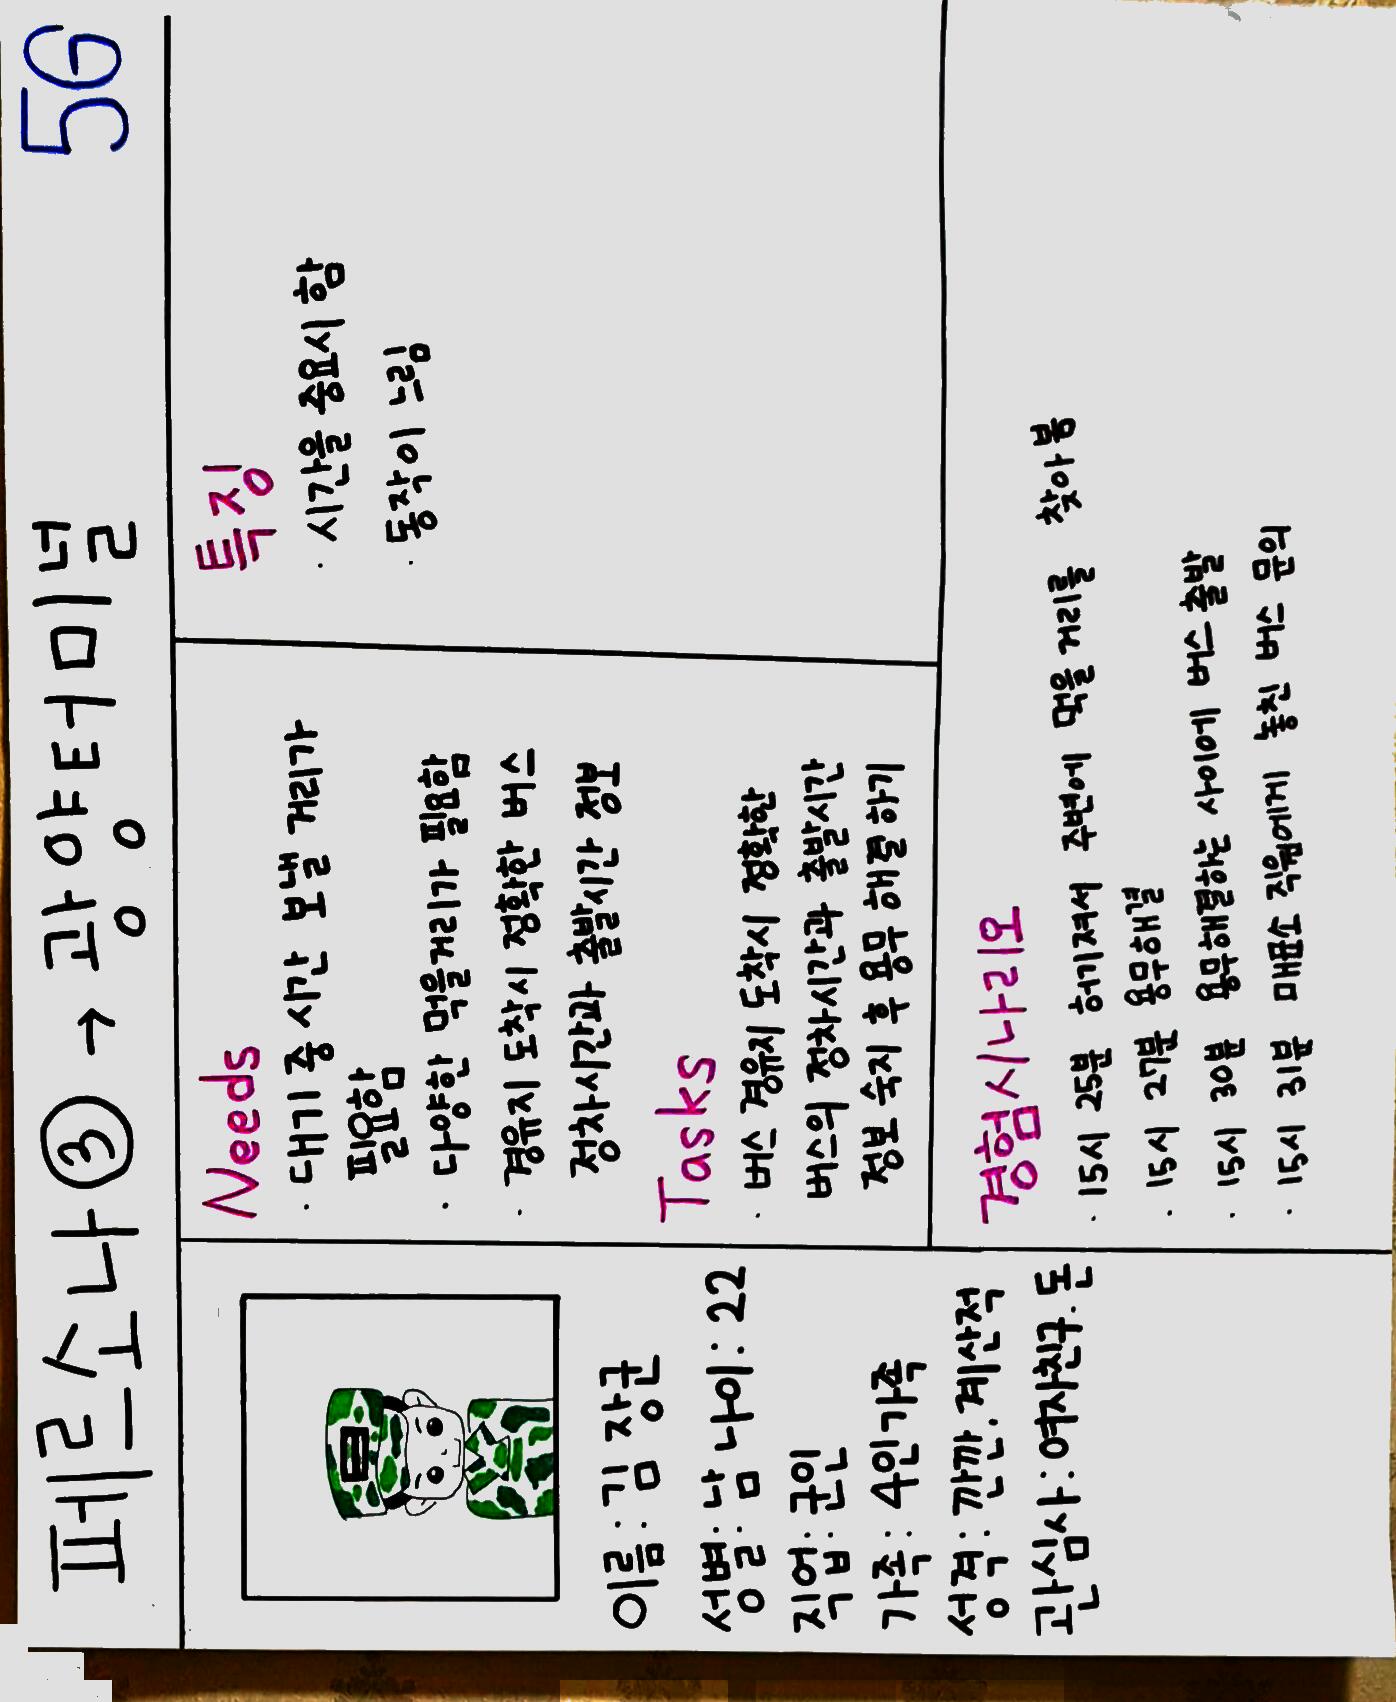 페르소나 ③ → 광양터미널
5G
이름 : 김 장군
성별 : 남 나이 : 22
직업 : 군인
가족 : 4인가족
성격 : 깐깐. 계산적
관심사 : 여자친구. 돈
Needs
· 대기 중 시간 보낼 거리가
필요함
· 다양한 먹을거리가 필요함
· 경유지 도착시 정확한 버스
정차시간과 출발시간 정보
Tasks
· 버스 경유지 도착시 정확한
버스의 정차시간과 출발시간
정보 숙지 후 용무 해결하기
특징
· 시간을 중요시 함
· 동작이 느림
경험시나리오
· 15시 25분 허기져서 주변에 먹을 거리를 찾아봄
· 15시 27분 용무해결
· 15시 30분 용무해결하는 사이에 버스 출발
· 15시 31분 매표소 직원에게 놓친 버스 문의